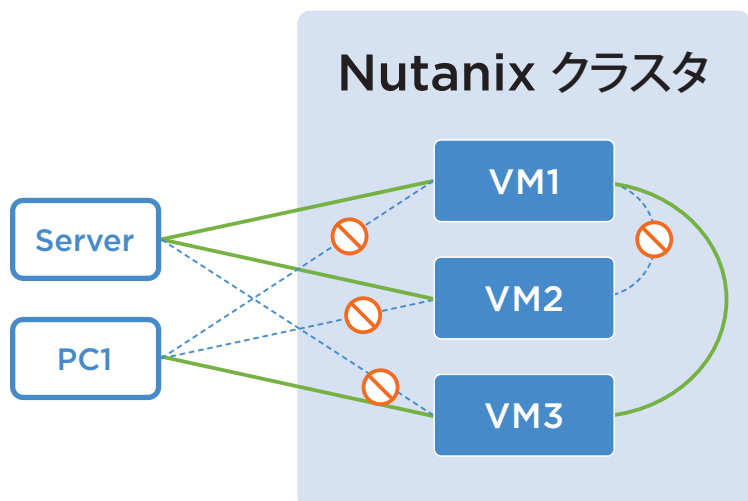 Nutanix クラスタ
VM1
Server
VM2
PC1
VM3